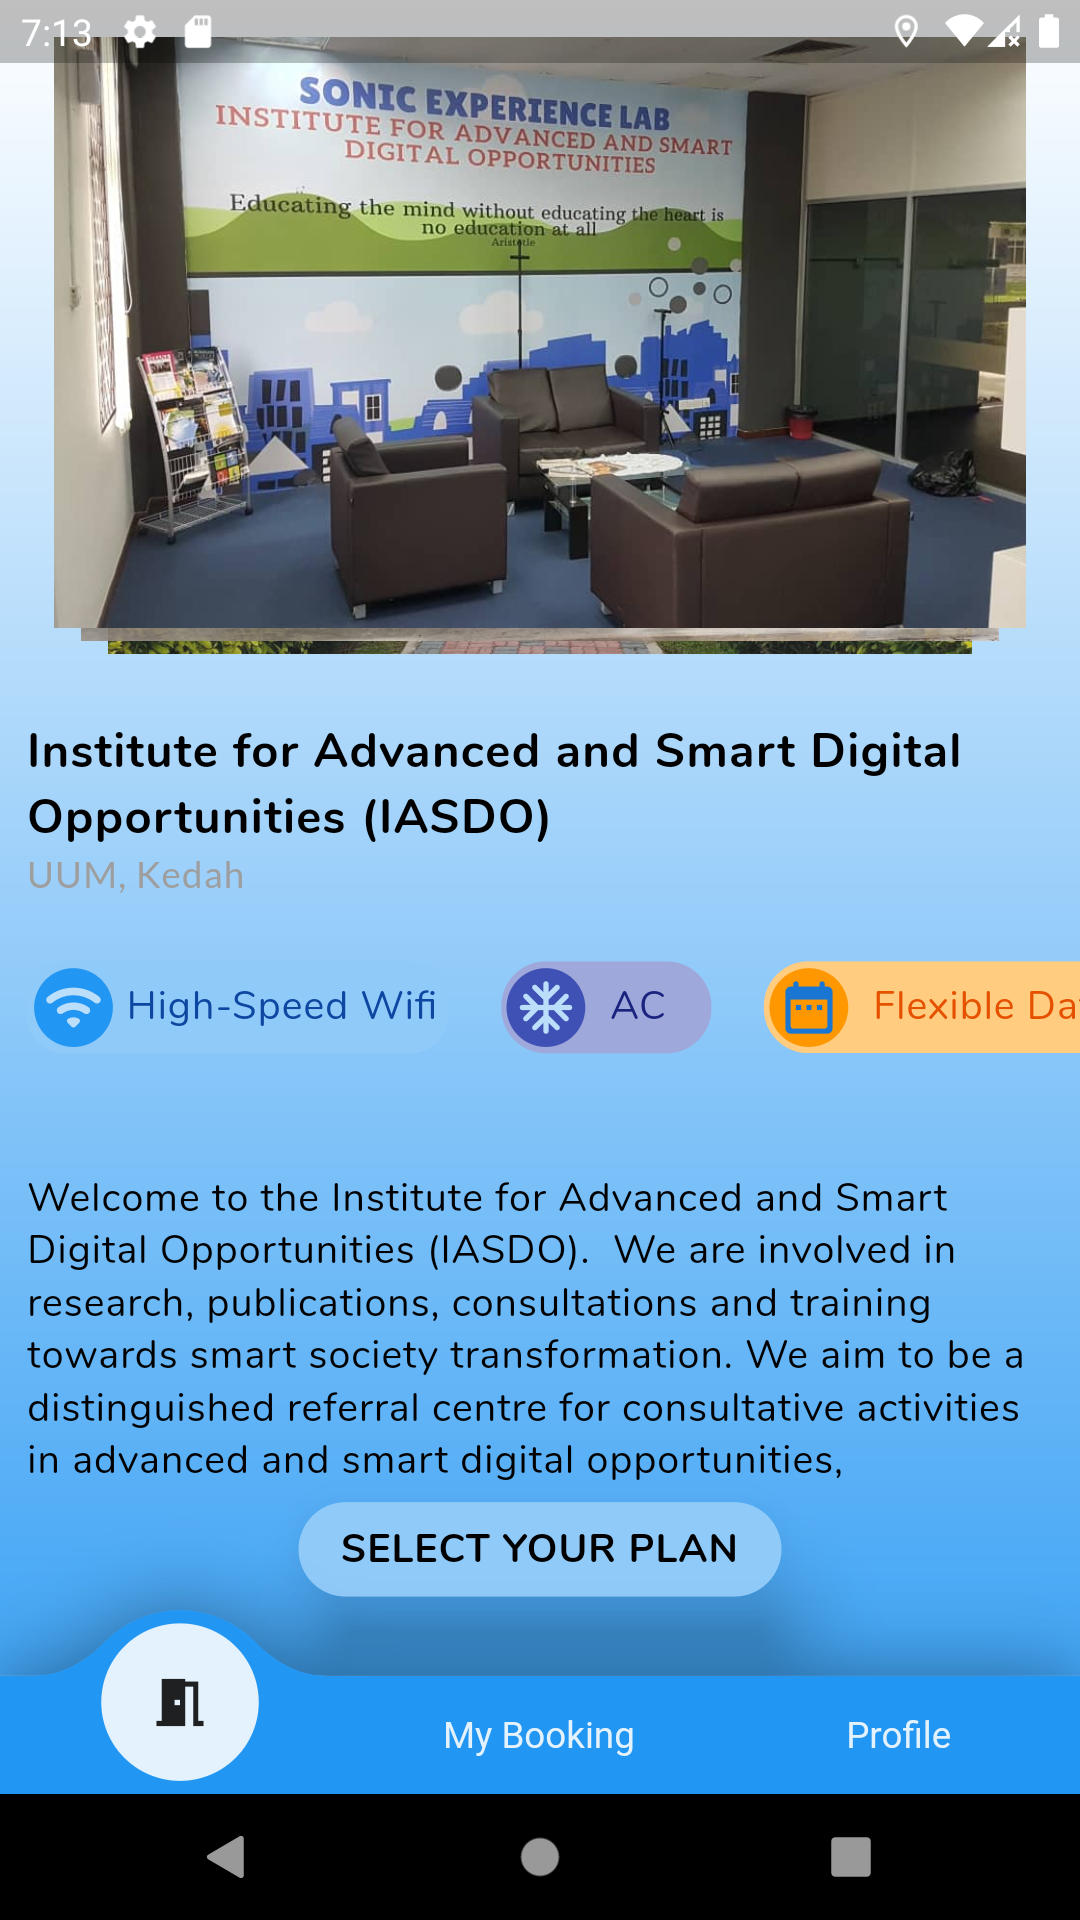 7:13
SONIC EXPERIENCE LAB
INSTITUTE FOR ADVANCED AND SMART
DIGITAL OPPORTUNITIES
Educating the mind without educating the heart is
no education at all
Aristotle
Institute for Advanced and Smart Digital
Opportunities (IASDO)
UUM, Kedah
High-Speed Wifi
AC
Flexible Da
Welcome to the Institute for Advanced and Smart
Digital Opportunities (IASDO).  We are involved in
research, publications, consultations and training
towards smart society transformation. We aim to be a
distinguished referral centre for consultative activities
in advanced and smart digital opportunities,
SELECT YOUR PLAN
My Booking
Profile